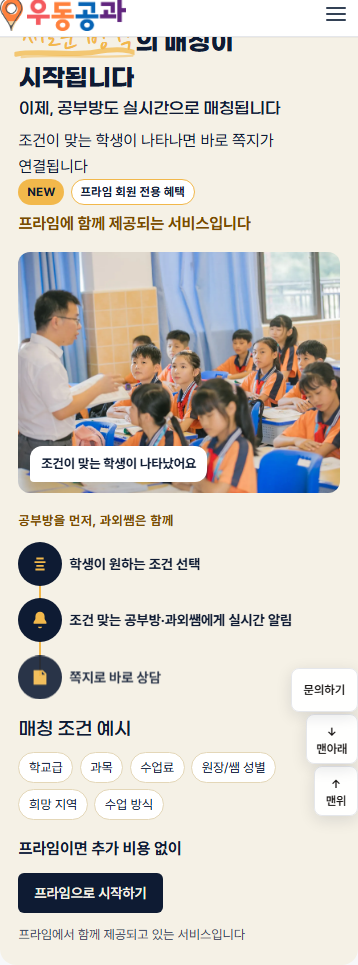 우동공과
의 매칭이
시작됩니다
이제, 공부방도 실시간으로 매칭됩니다
조건이 맞는 학생이 나타나면 바로 쪽지가
연결됩니다
NEW 프라임 회원 전용 혜택
프라임에 함께 제공되는 서비스입니다
조건이 맞는 학생이 나타났어요
공부방을 먼저, 과외쌤은 함께
학생이 원하는 조건 선택
조건 맞는 공부방·과외쌤에게 실시간 알림
쪽지로 바로 상담
문의하기
↓
맨아래
↑
맨위
매칭 조건 예시
학교급 과목 수업료 원장/쌤 성별
희망 지역 수업 방식
프라임이면 추가 비용 없이
프라임으로 시작하기
프라임에서 함께 제공되고 있는 서비스입니다